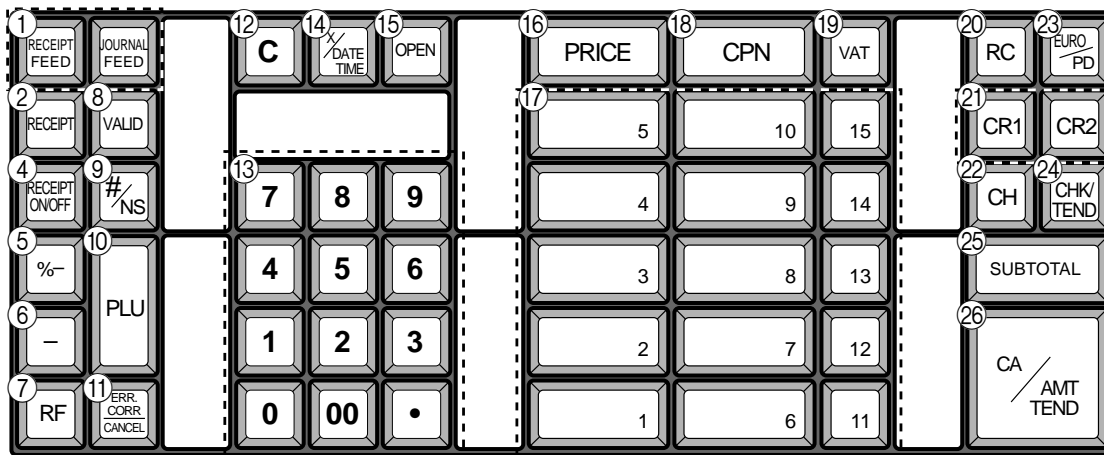 ① ⑫ ⑭ ⑮ ⑯ ⑱ ⑲ ⑳ ㉓
RECEIPT FEED JOURNAL FEED C X/DATE TIME OPEN PRICE CPN VAT RC EURO/PD
② ⑧ ⑰ ㉑
RECEIPT VALID 5 10 15 CR1 CR2
④ ⑨ ⑬ ㉒ ㉔
RECEIPT ON/OFF #/NS 7 8 9 4 9 14 CH CHK/TEND
⑤ ⑩ ㉕
%− PLU 4 5 6 3 8 13 SUBTOTAL
⑥ ㉖
− 1 2 3 2 7 12 CA/AMT TEND
⑦ ⑪
RF ERR. CORR CANCEL 0 00 • 1 6 11